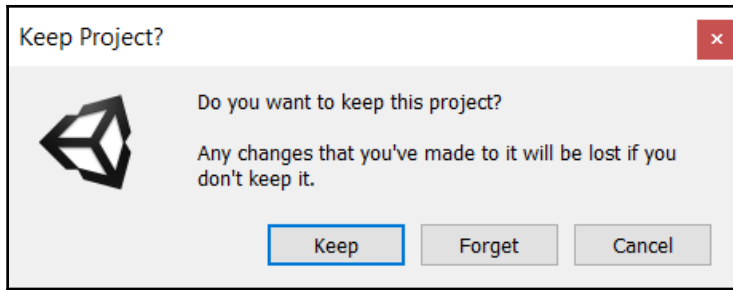 Keep Project?
Do you want to keep this project?
Any changes that you've made to it will be lost if you
don't keep it.
Keep Forget Cancel